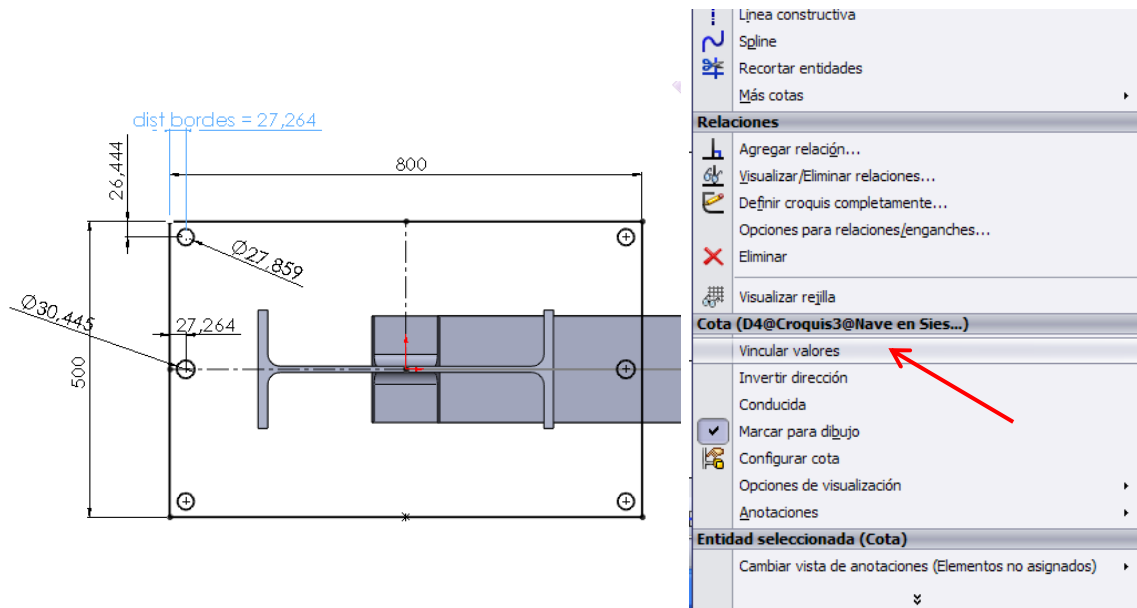 dist bordes = 27,264
26,444
800
Ø27,859
Ø30,445
27,264
500
Línea constructiva
Spline
Recortar entidades
Más cotas
Relaciones
Agregar relación...
Visualizar/Eliminar relaciones...
Definir croquis completamente...
Opciones para relaciones/enganches...
Eliminar
Visualizar rejilla
Cota (D4@Croquis3@Nave en Sies...)
Vincular valores
Invertir dirección
Conducida
Marcar para dibujo
Configurar cota
Opciones de visualización
Anotaciones
Entidad seleccionada (Cota)
Cambiar vista de anotaciones (Elementos no asignados)